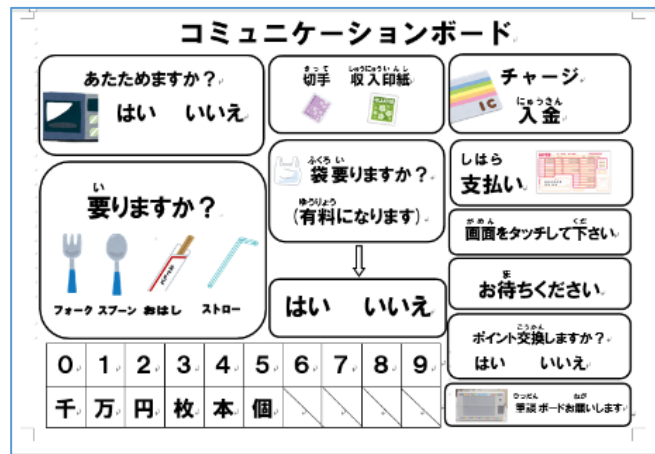 コミュニケーションボード
あたためますか？
はい いいえ
きって しゅうにゅういんし
切手 収入印紙
チャージ
にゅうきん
入金
IC
い
要りますか？
フォーク スプーン おはし ストロー
ふくろ い
袋要りますか？
ゆうりょう
(有料になります)
はい いいえ
しはら
支払い
がめん くだ
画面をタッチして下さい
ま
お待ちください
こうかん
ポイント交換しますか？
はい いいえ
ひつだん ねが
筆談ボードお願いします
0 1 2 3 4 5 6 7 8 9
千 万 円 枚 本 個